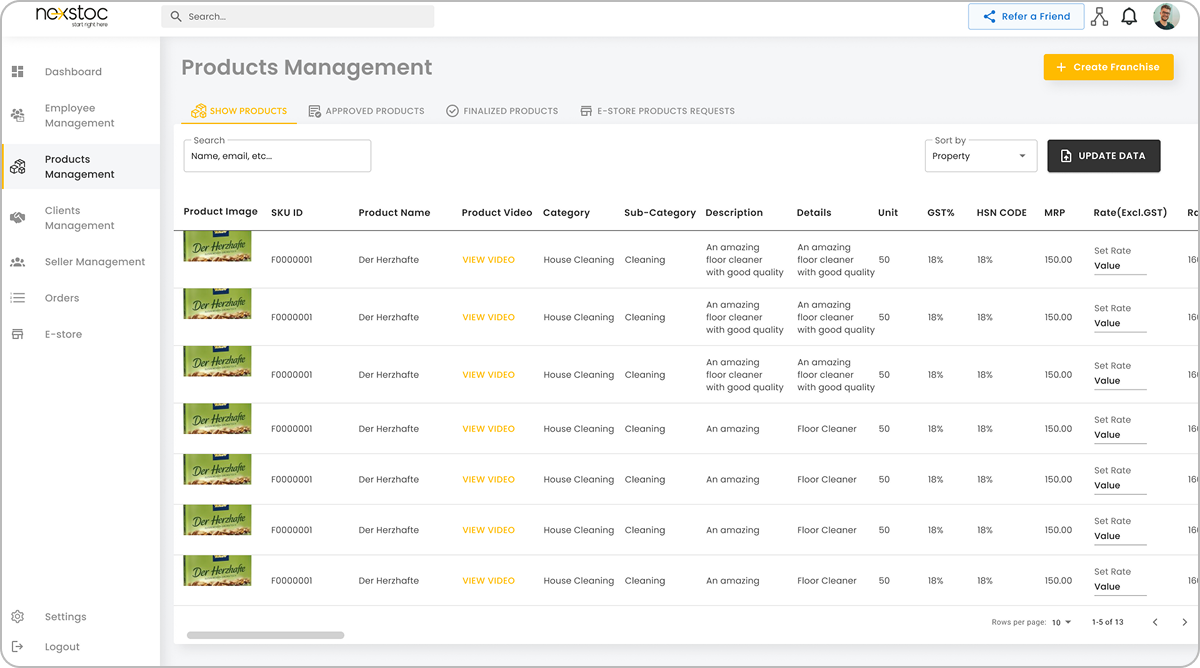 nexstoc
start right here
Search...
Refer a Friend
Dashboard
Employee
Management
Products
Management
Clients
Management
Seller Management
Orders
E-store
Settings
Logout
Products Management
+ Create Franchise
SHOW PRODUCTS APPROVED PRODUCTS FINALIZED PRODUCTS E-STORE PRODUCTS REQUESTS
Search
Name, email, etc...
Sort by
Property
UPDATE DATA
Product Image SKU ID Product Name Product Video Category Sub-Category Description Details Unit GST% HSN CODE MRP Rate(Excl.GST)
Der Herzhafte F0000001 Der Herzhafte VIEW VIDEO House Cleaning Cleaning An amazing floor cleaner with good quality An amazing floor cleaner with good quality 50 18% 18% 150.00 Set Rate Value
Der Herzhafte F0000001 Der Herzhafte VIEW VIDEO House Cleaning Cleaning An amazing floor cleaner with good quality An amazing floor cleaner with good quality 50 18% 18% 150.00 Set Rate Value
Der Herzhafte F0000001 Der Herzhafte VIEW VIDEO House Cleaning Cleaning An amazing floor cleaner with good quality An amazing floor cleaner with good quality 50 18% 18% 150.00 Set Rate Value
Der Herzhafte F0000001 Der Herzhafte VIEW VIDEO House Cleaning Cleaning An amazing Floor Cleaner 50 18% 18% 150.00 Set Rate Value
Der Herzhafte F0000001 Der Herzhafte VIEW VIDEO House Cleaning Cleaning An amazing Floor Cleaner 50 18% 18% 150.00 Set Rate Value
Der Herzhafte F0000001 Der Herzhafte VIEW VIDEO House Cleaning Cleaning An amazing Floor Cleaner 50 18% 18% 150.00 Set Rate Value
Der Herzhafte F0000001 Der Herzhafte VIEW VIDEO House Cleaning Cleaning An amazing Floor Cleaner 50 18% 18% 150.00 Set Rate Value
Rows per page: 10 1-5 of 13